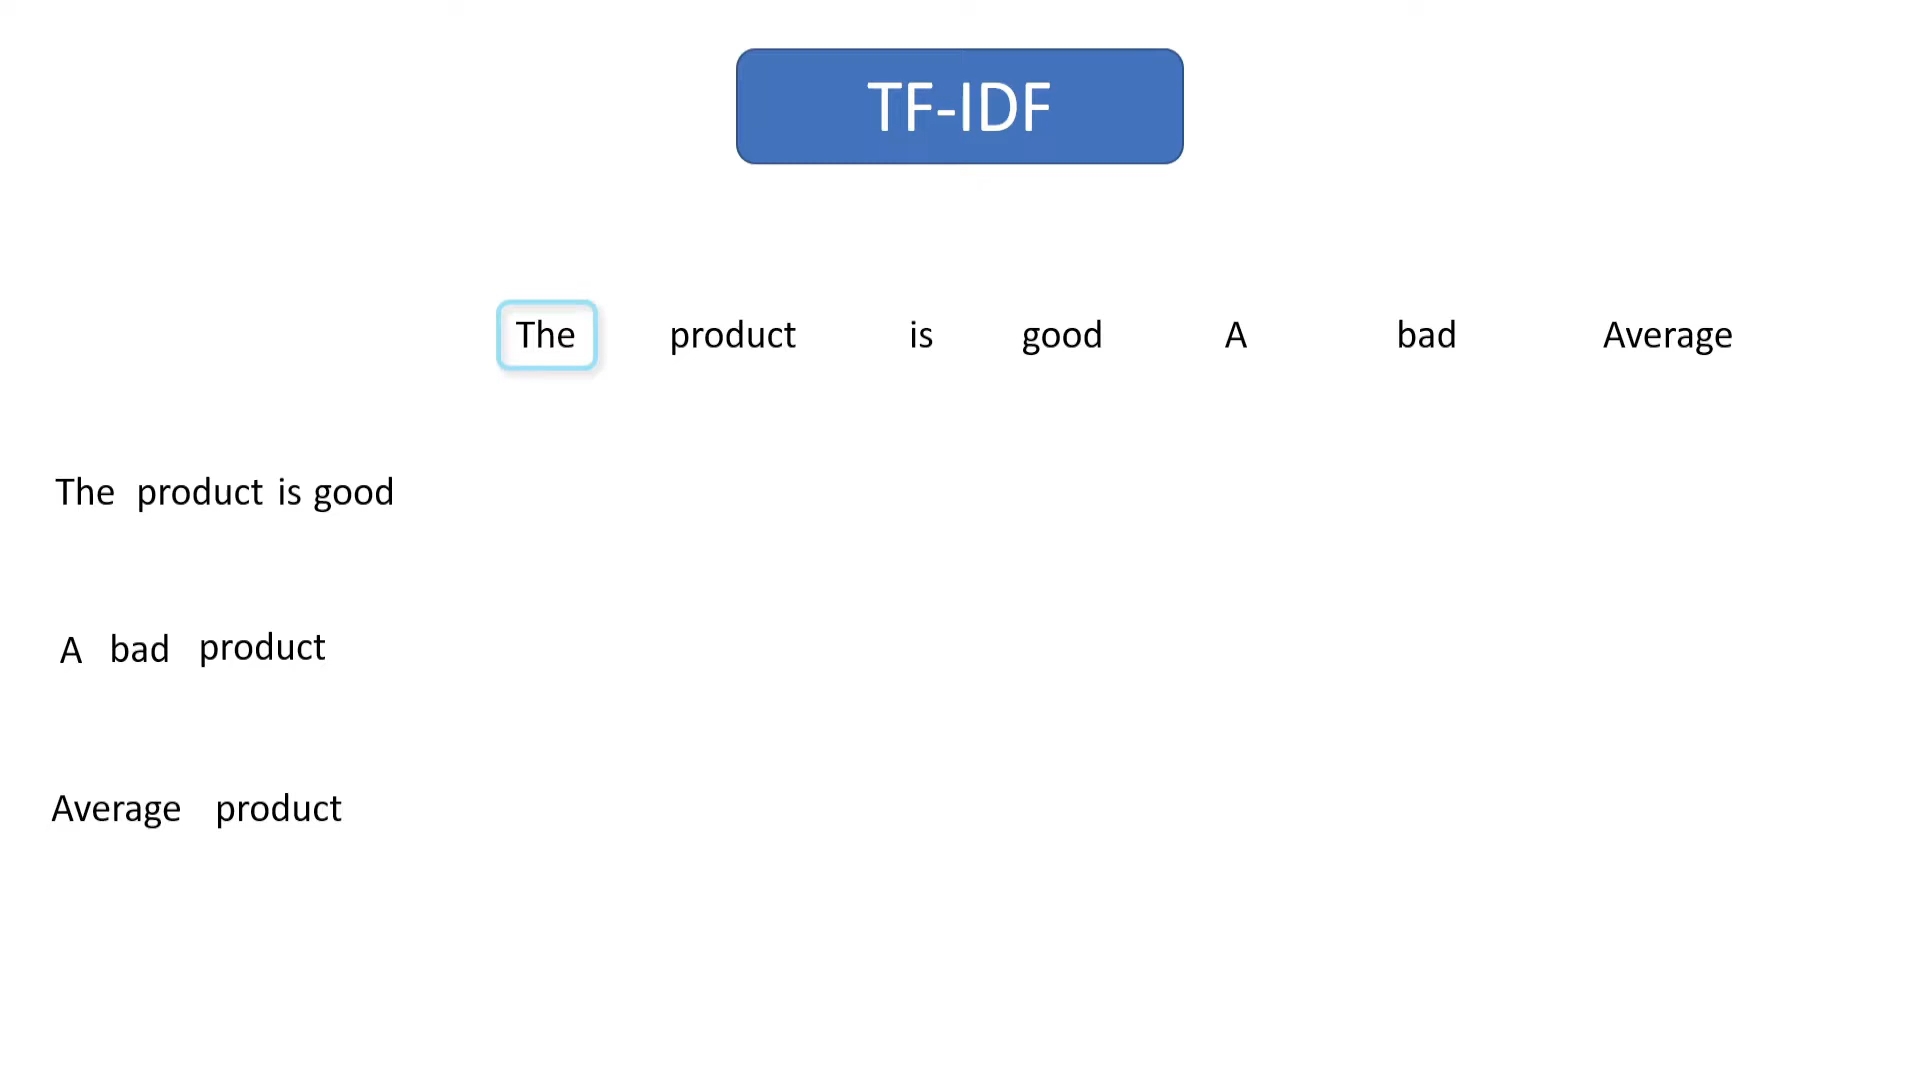 TF-IDF
The product is good A bad Average
The product is good
A bad product
Average product